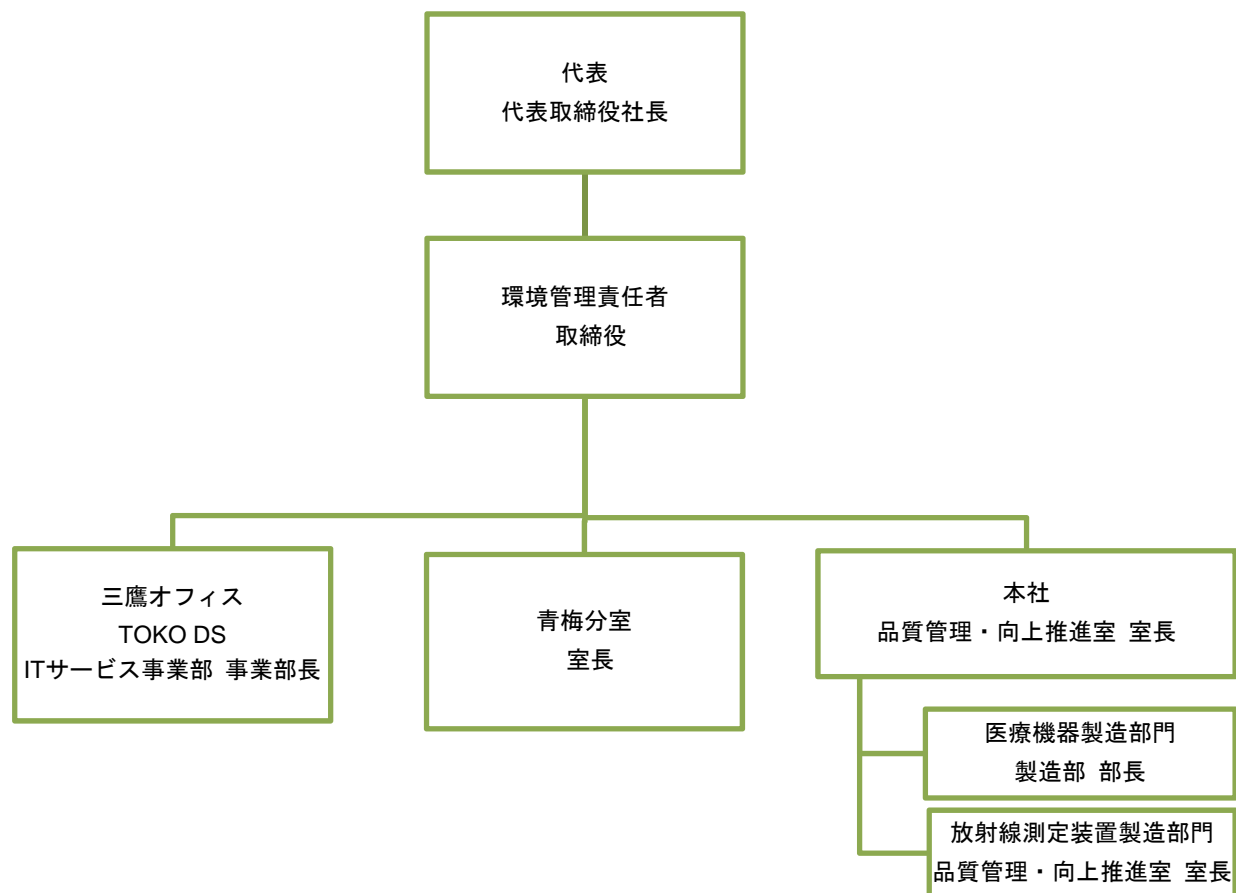 代表
代表取締役社長
環境管理責任者
取締役
三鷹オフィス
TOKO DS
ITサービス事業部 事業部長
青梅分室
室長
本社
品質管理・向上推進室 室長
医療機器製造部門
製造部 部長
放射線測定装置製造部門
品質管理・向上推進室 室長